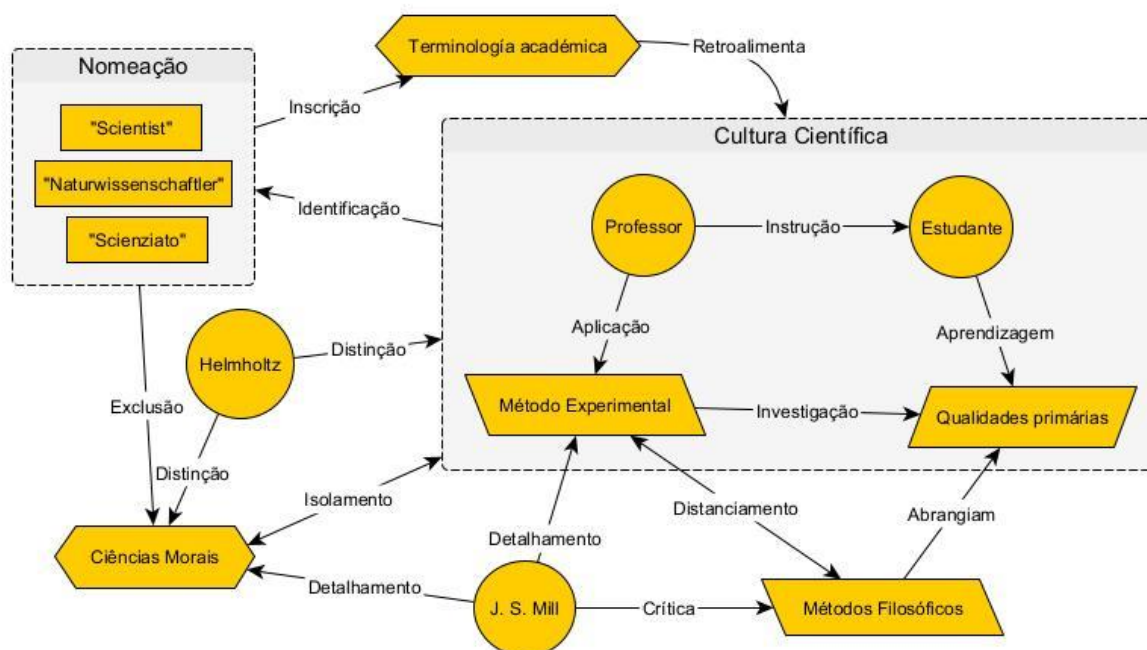 Terminología académica
Retroalimenta
Nomeação
"Scientist"
"Naturwissenschaftler"
"Scienziato"
Inscrição
Identificação
Cultura Científica
Professor
Instrução
Estudante
Aplicação
Aprendizagem
Helmholtz
Distinção
Método Experimental
Investigação
Qualidades primárias
Exclusão
Distinção
Isolamento
Distanciamento
Abrangiam
Detalhamento
Ciências Morais
Detalhamento
J. S. Mill
Crítica
Métodos Filosóficos